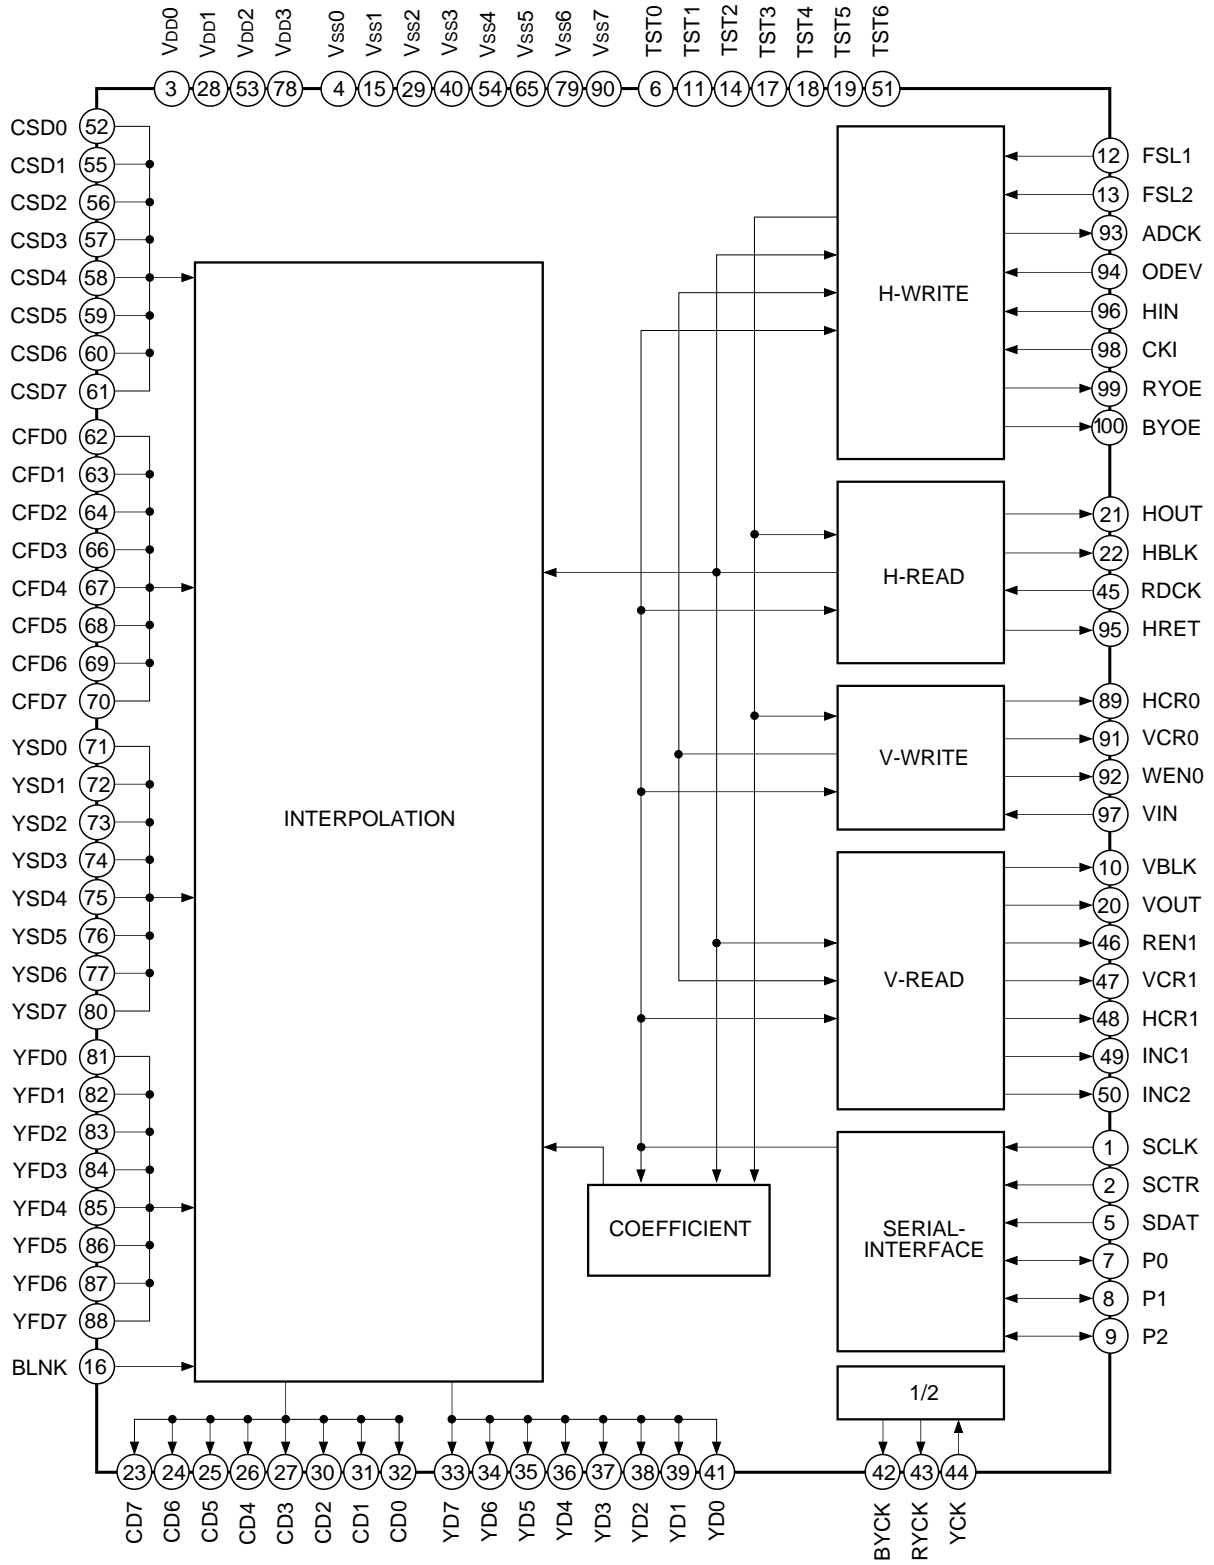 VDD0 VDD1 VDD2 VDD3 VSS0 VSS1 VSS2 VSS3 VSS4 VSS5 VSS6 VSS7 TST0 TST1 TST2 TST3 TST4 TST5 TST6
3 28 53 78 4 15 29 40 54 65 79 90 6 11 14 17 18 19 51
CSD0 52
CSD1 55
CSD2 56
CSD3 57
CSD4 58
CSD5 59
CSD6 60
CSD7 61
CFD0 62
CFD1 63
CFD2 64
CFD3 66
CFD4 67
CFD5 68
CFD6 69
CFD7 70
YSD0 71
YSD1 72
YSD2 73
YSD3 74
YSD4 75
YSD5 76
YSD6 77
YSD7 80
YFD0 81
YFD1 82
YFD2 83
YFD3 84
YFD4 85
YFD5 86
YFD6 87
YFD7 88
BLNK 16
INTERPOLATION
COEFFICIENT
H-WRITE
H-READ
V-WRITE
V-READ
SERIAL-
INTERFACE
1/2
12 FSL1
13 FSL2
93 ADCK
94 ODEV
96 HIN
98 CKI
99 RYOE
100 BYOE
21 HOUT
22 HBLK
45 RDCK
95 HRET
89 HCR0
91 VCR0
92 WEN0
97 VIN
10 VBLK
20 VOUT
46 REN1
47 VCR1
48 HCR1
49 INC1
50 INC2
1 SCLK
2 SCTR
5 SDAT
7 P0
8 P1
9 P2
23 24 25 26 27 30 31 32 33 34 35 36 37 38 39 41 42 43 44
CD7 CD6 CD5 CD4 CD3 CD2 CD1 CD0 YD7 YD6 YD5 YD4 YD3 YD2 YD1 YD0 BYCK RYCK YCK